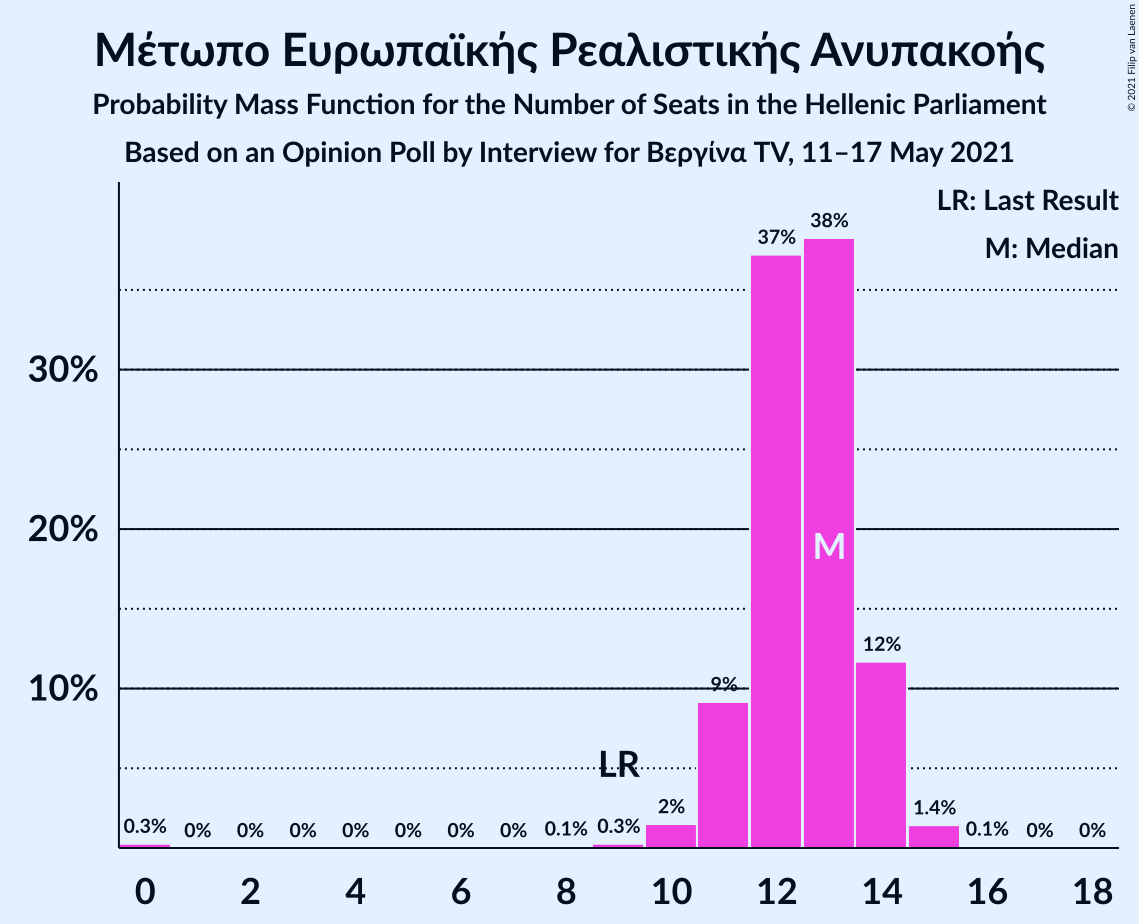 Μέτωπο Ευρωπαϊκής Ρεαλιστικής Ανυπακοής
Probability Mass Function for the Number of Seats in the Hellenic Parliament
Based on an Opinion Poll by Interview for Βεργίνα TV, 11–17 May 2021
© 2021 Filip van Laenen
LR: Last Result
M: Median
38%
37%
30%
20%
M
12%
10%
9%
LR
2%
1.4%
0.3% 0% 0% 0% 0% 0% 0% 0% 0.1% 0.3% 0.1% 0% 0%
0 2 4 6 8 10 12 14 16 18